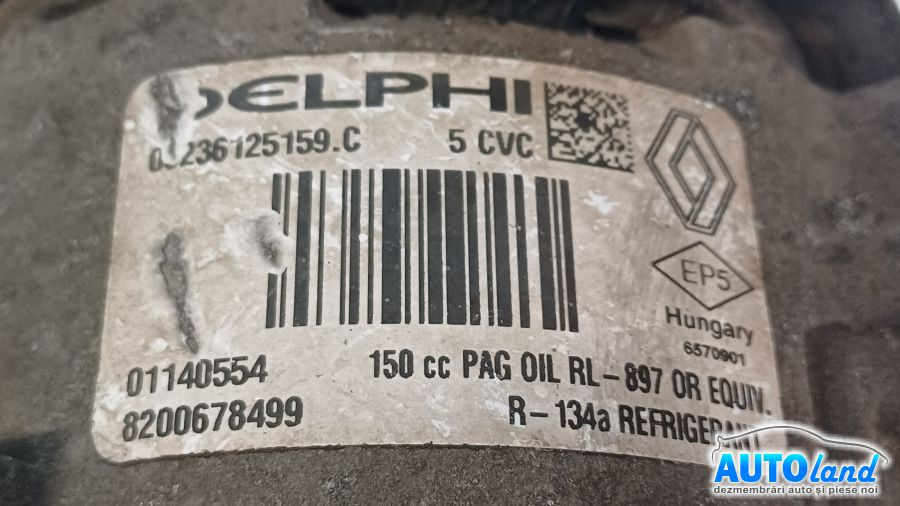 DELPHI
236125159.C 5 CVC
EP5
Hungary
6570901
01140554 150 cc PAG OIL RL-897 OR EQUIV.
8200678499 R-134a REFRIGERANT
AUTOland
dezmembrări auto și piese noi